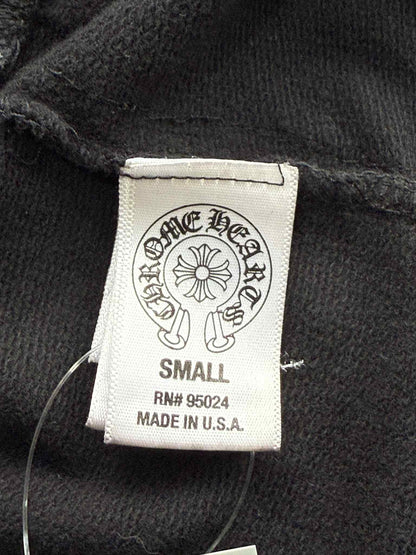 CHROME HEARTS
SMALL
RN# 95024
MADE IN U.S.A.